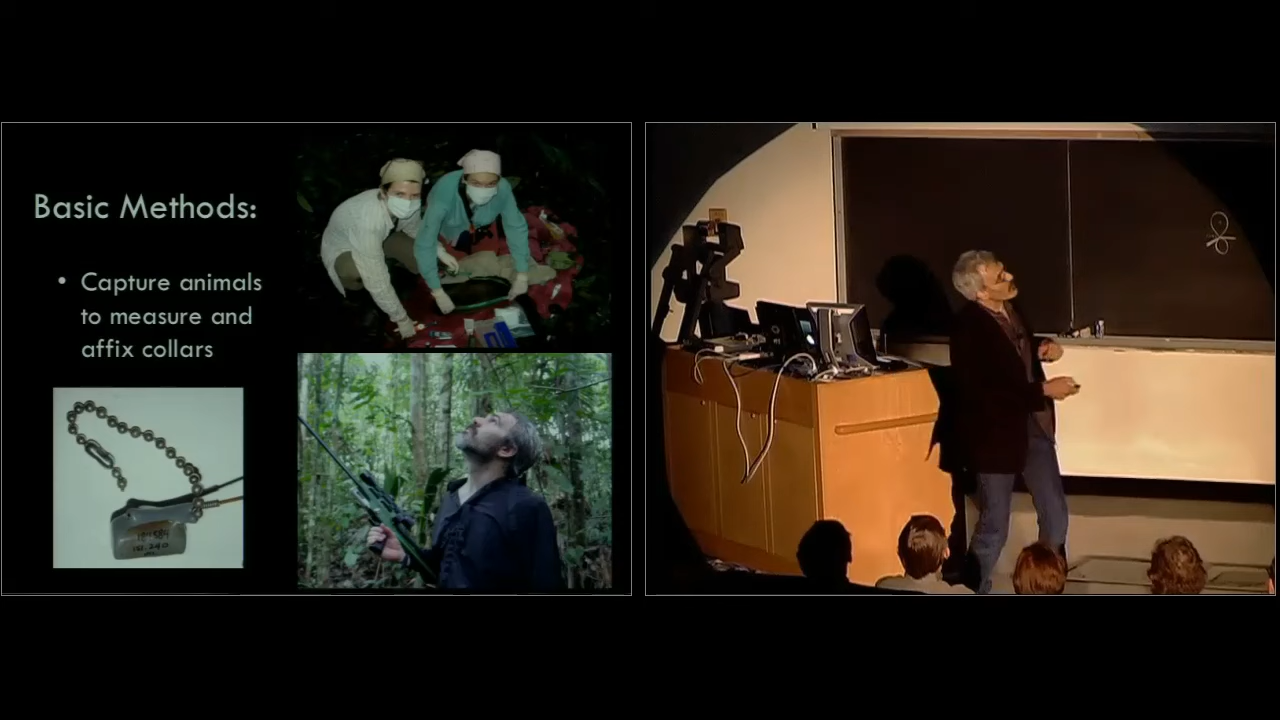 Basic Methods:
• Capture animals
to measure and
affix collars